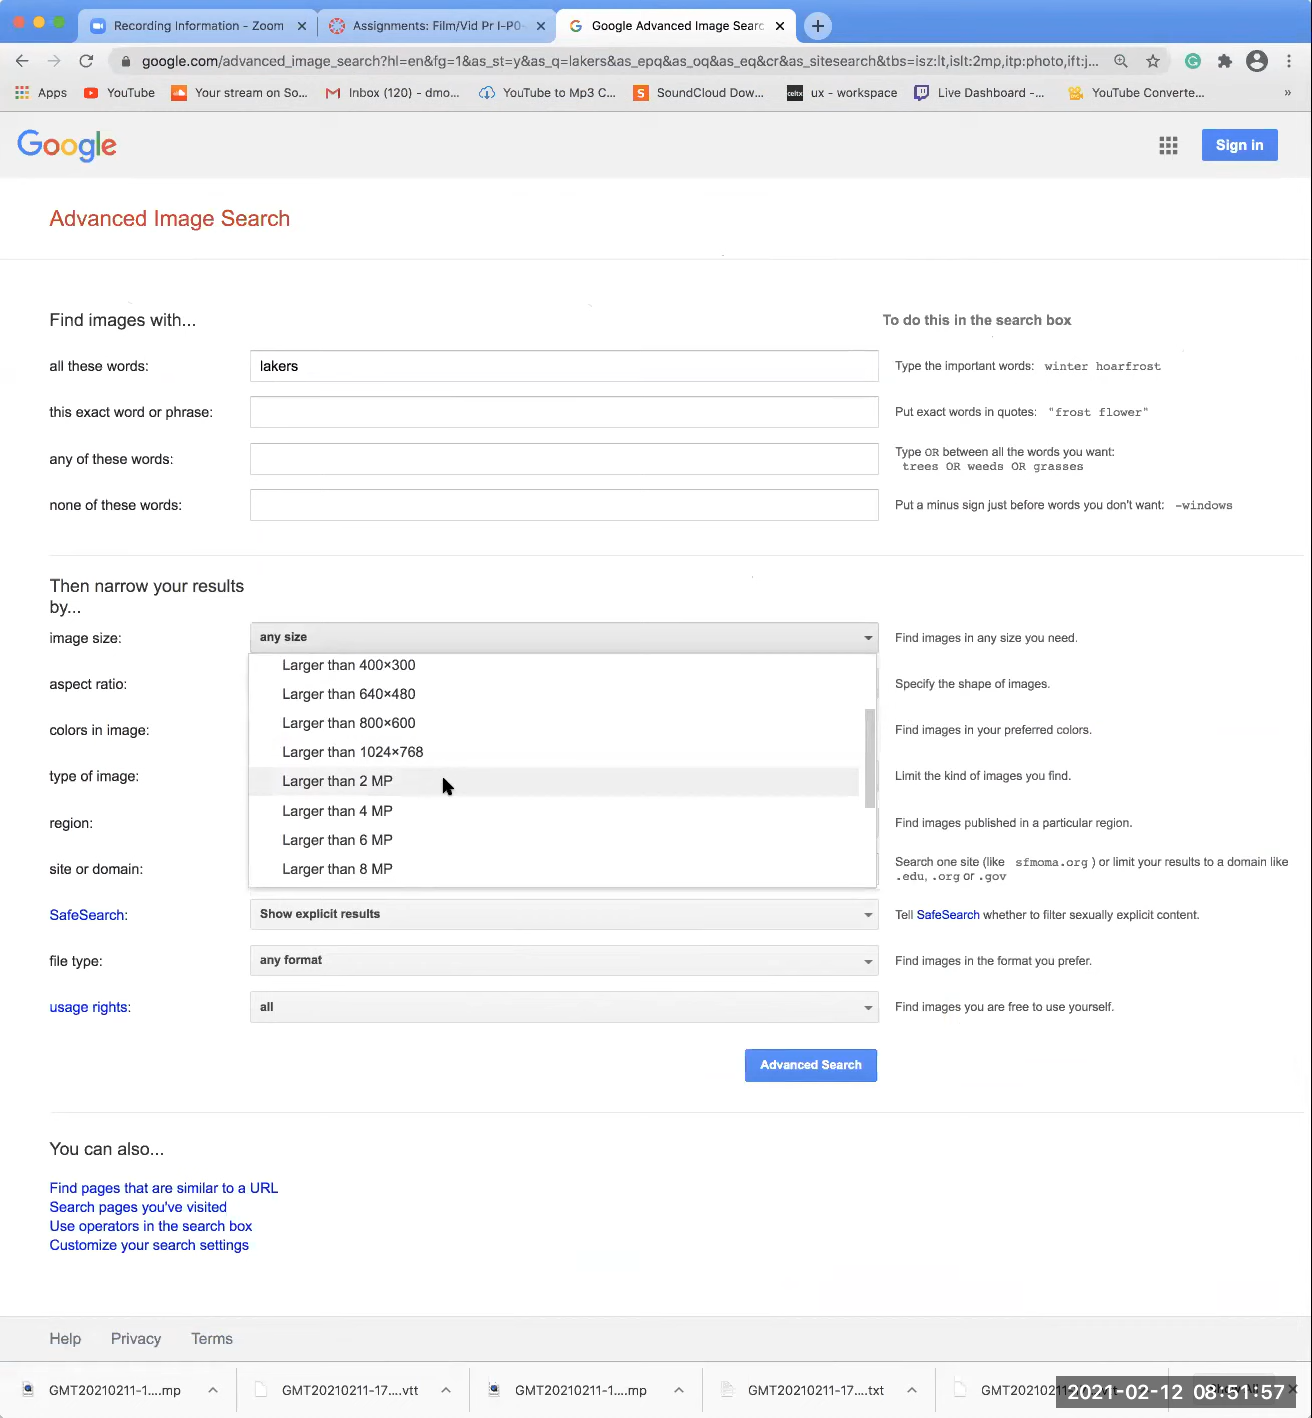 Recording Information - Zoom
Assignments: Film/Vid Pr I-P0-
Google Advanced Image Searc
google.com/advanced_image_search?hl=en&fg=1&as_st=y&as_q=lakers&as_epq&as_oq&as_eq&cr&as_sitesearch&tbs=isz:lt,islt:2mp,itp:photo,ift:j...
Apps YouTube Your stream on So... Inbox (120) - dmo... YouTube to Mp3 C... SoundCloud Dow... ux - workspace Live Dashboard -... YouTube Converte... »
Google
Sign in
Advanced Image Search
Find images with...
To do this in the search box
all these words: lakers Type the important words: winter hoarfrost
this exact word or phrase: Put exact words in quotes: "frost flower"
any of these words: Type OR between all the words you want:
trees OR weeds OR grasses
none of these words: Put a minus sign just before words you don't want: -windows
Then narrow your results
by...
image size: any size Find images in any size you need.
Larger than 400×300
aspect ratio: Specify the shape of images.
Larger than 640×480
Larger than 800×600
colors in image: Find images in your preferred colors.
Larger than 1024×768
type of image: Limit the kind of images you find.
Larger than 2 MP
Larger than 4 MP
region: Find images published in a particular region.
Larger than 6 MP
site or domain: Search one site (like sfmoma.org ) or limit your results to a domain like
.edu, .org or .gov
Larger than 8 MP
SafeSearch: Show explicit results Tell SafeSearch whether to filter sexually explicit content.
file type: any format Find images in the format you prefer.
usage rights: all Find images you are free to use yourself.
Advanced Search
You can also...
Find pages that are similar to a URL
Search pages you've visited
Use operators in the search box
Customize your search settings
Help Privacy Terms
GMT20210211-1....mp GMT20210211-17....vtt GMT20210211-1....mp GMT20210211-17....txt
2021-02-12 08:51:57